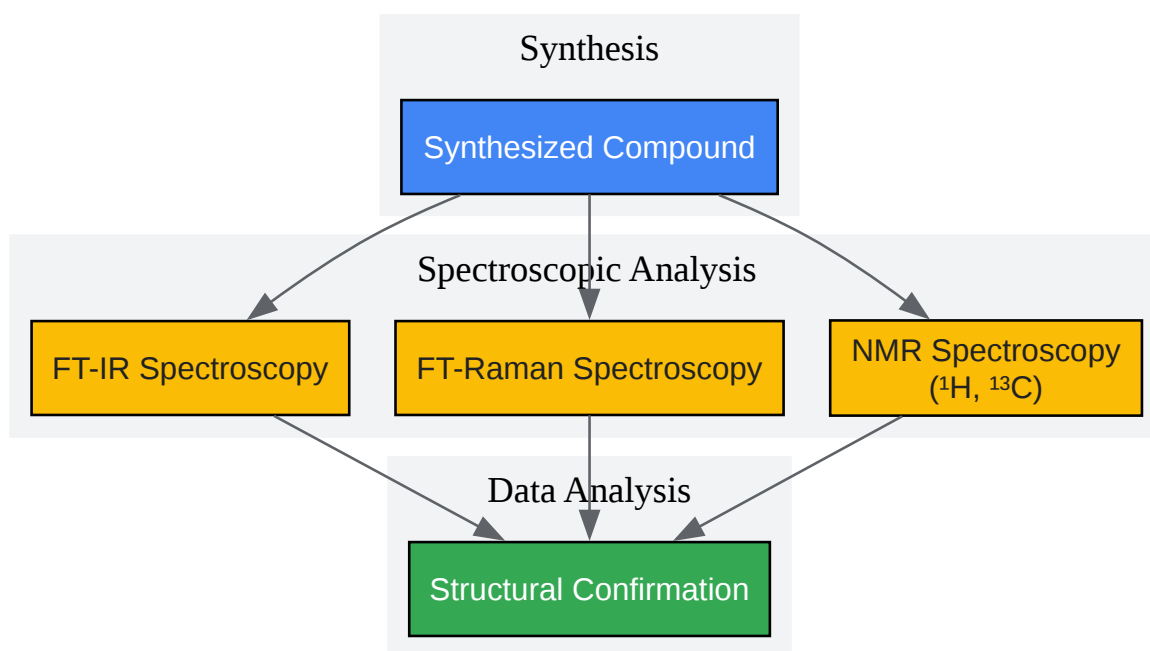 Synthesis
Synthesized Compound
Spectroscopic Analysis
FT-IR Spectroscopy
FT-Raman Spectroscopy
NMR Spectroscopy
(¹H, ¹³C)
Data Analysis
Structural Confirmation